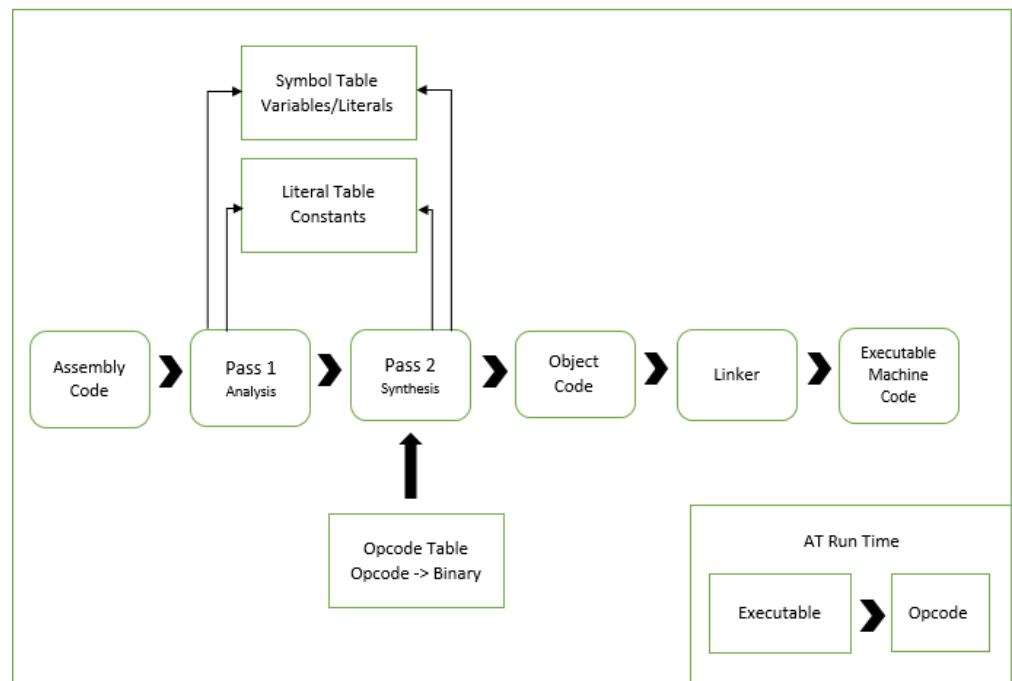 Symbol Table
Variables/Literals
Literal Table
Constants
Assembly
Code
Pass 1
Analysis
Pass 2
Synthesis
Object
Code
Linker
Executable
Machine
Code
Opcode Table
Opcode -> Binary
AT Run Time
Executable
Opcode